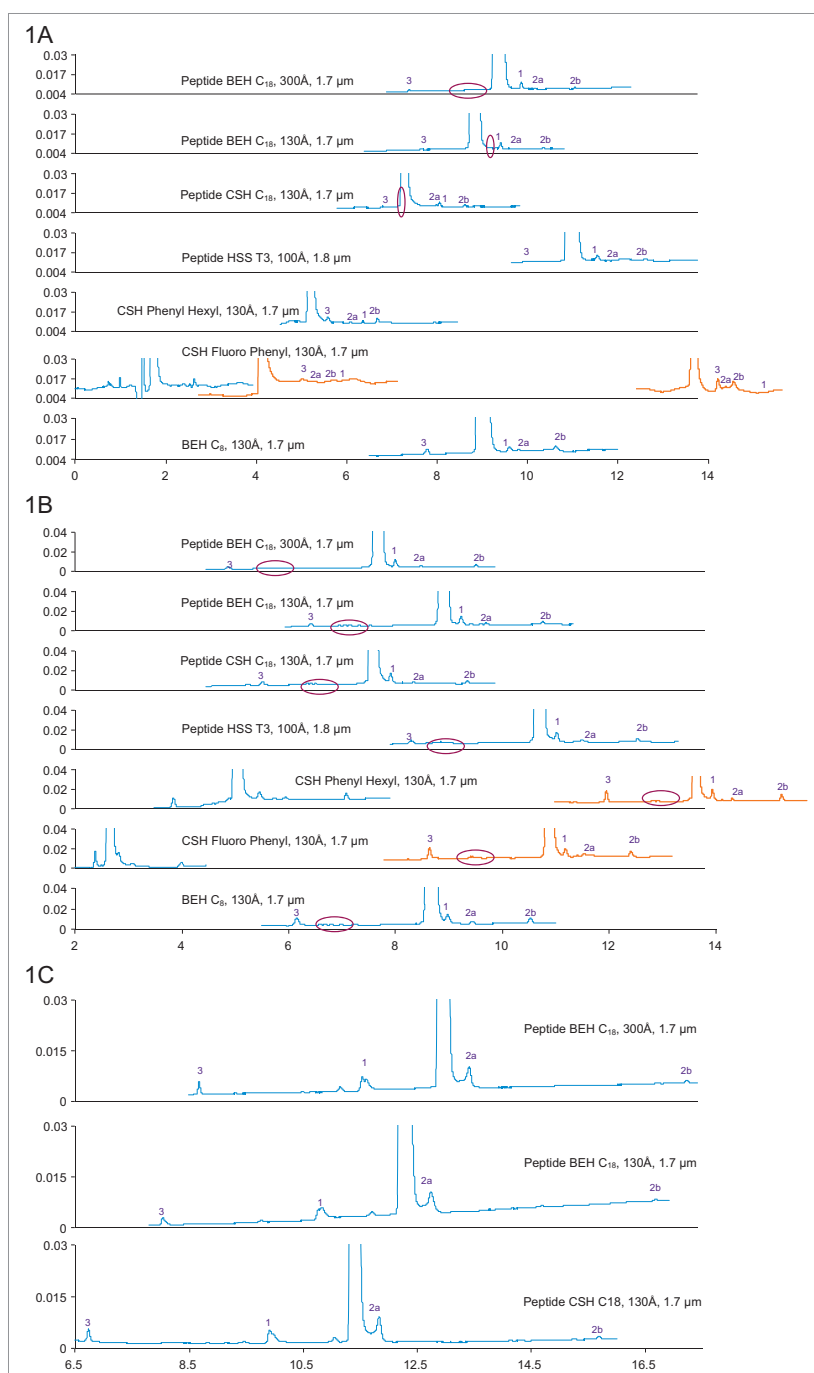 1A
0.03
0.017
0.004
Peptide BEH C₁₈, 300Å, 1.7 µm
3
1
2a
2b
0.03
0.017
0.004
Peptide BEH C₁₈, 130Å, 1.7 µm
3
1
2a
2b
0.03
0.017
0.004
Peptide CSH C₁₈, 130Å, 1.7 µm
3
2a
1
2b
0.03
0.017
0.004
Peptide HSS T3, 100Å, 1.8 µm
3
1
2a
2b
0.03
0.017
0.004
CSH Phenyl Hexyl, 130Å, 1.7 µm
3
2a
1
2b
CSH Fluoro Phenyl, 130Å, 1.7 µm
0.03
0.017
0.004
3
2a
2b
1
3
2a
2b
1
0.03
0.017
0.004
BEH C₈, 130Å, 1.7 µm
3
1
2a
2b
0 2 4 6 8 10 12 14
1B
0.04
0.02
0
Peptide BEH C₁₈, 300Å, 1.7 µm
3
1
2a
2b
0.04
0.02
0
Peptide BEH C₁₈, 130Å, 1.7 µm
3
1
2a
2b
0.04
0.02
0
Peptide CSH C₁₈, 130Å, 1.7 µm
3
1
2a
2b
0.04
0.02
0
Peptide HSS T3, 100Å, 1.8 µm
3
1
2a
2b
0.04
0.02
0
CSH Phenyl Hexyl, 130Å, 1.7 µm
3
1
2a
2b
0.04
0.02
0
CSH Fluoro Phenyl, 130Å, 1.7 µm
3
1
2a
2b
0.04
0.02
0
BEH C₈, 130Å, 1.7 µm
3
1
2a
2b
2 4 6 8 10 12 14
1C
0.03
0.015
0
Peptide BEH C₁₈, 300Å, 1.7 µm
3
1
2a
2b
0.03
0.015
0
Peptide BEH C₁₈, 130Å, 1.7 µm
3
1
2a
2b
0.03
0.015
0
Peptide CSH C18, 130Å, 1.7 µm
3
1
2a
2b
6.5 8.5 10.5 12.5 14.5 16.5